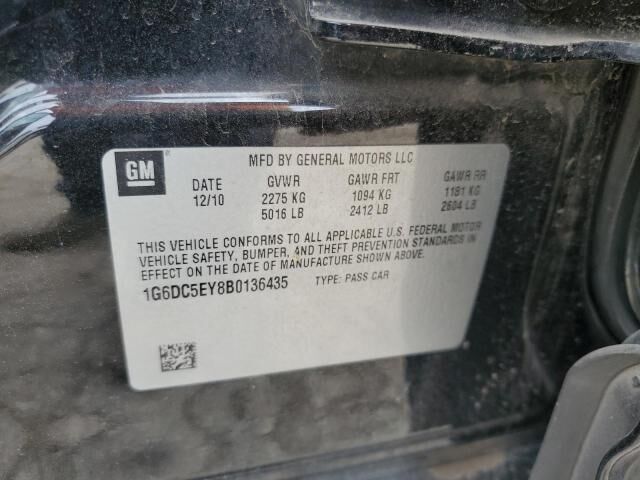 GM
MFD BY GENERAL MOTORS LLC
DATE GVWR GAWR FRT GAWR RR
12/10 2275 KG 1094 KG 1181 KG
5016 LB 2412 LB 2604 LB
THIS VEHICLE CONFORMS TO ALL APPLICABLE U.S. FEDERAL MOTOR
VEHICLE SAFETY, BUMPER, AND THEFT PREVENTION STANDARDS IN
EFFECT ON THE DATE OF MANUFACTURE SHOWN ABOVE.
1G6DC5EY8B0136435 TYPE: PASS CAR